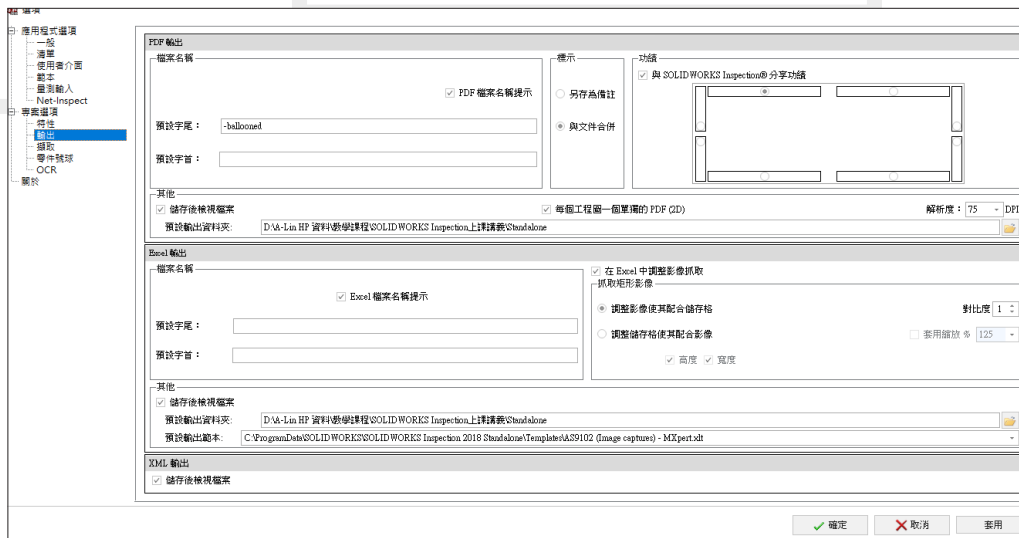 選項
應用程式選項
一般
清單
使用者介面
範本
量測輸入
Net-Inspect
專案選項
特性
輸出
擷取
零件號球
OCR
關於
PDF 輸出
檔案名稱
PDF 檔案名稱提示
預設字尾： -ballooned
預設字首：
標示
另存為備註
與文件合併
功績
與 SOLIDWORKS Inspection® 分享功績
其他
儲存後檢視檔案 每個工程圖一個單獨的 PDF (2D) 解析度： 75 DPI
預設輸出資料夾: D:\A-Lin HP 資料\教學課程\SOLIDWORKS Inspection上課講義\Standalone
Excel 輸出
檔案名稱
Excel 檔案名稱提示
預設字尾：
預設字首：
在 Excel 中調整影像抓取
抓取矩形影像
調整影像使其配合儲存格 對比度 1
調整儲存格使其配合影像 套用縮放 % 125
高度 寬度
其他
儲存後檢視檔案
預設輸出資料夾: D:\A-Lin HP 資料\教學課程\SOLIDWORKS Inspection上課講義\Standalone
預設輸出範本: C:\ProgramData\SOLIDWORKS\SOLIDWORKS Inspection 2018 Standalone\Templates\AS9102 (Image captures) - MXpert.xlt
XML 輸出
儲存後檢視檔案
確定 取消 套用